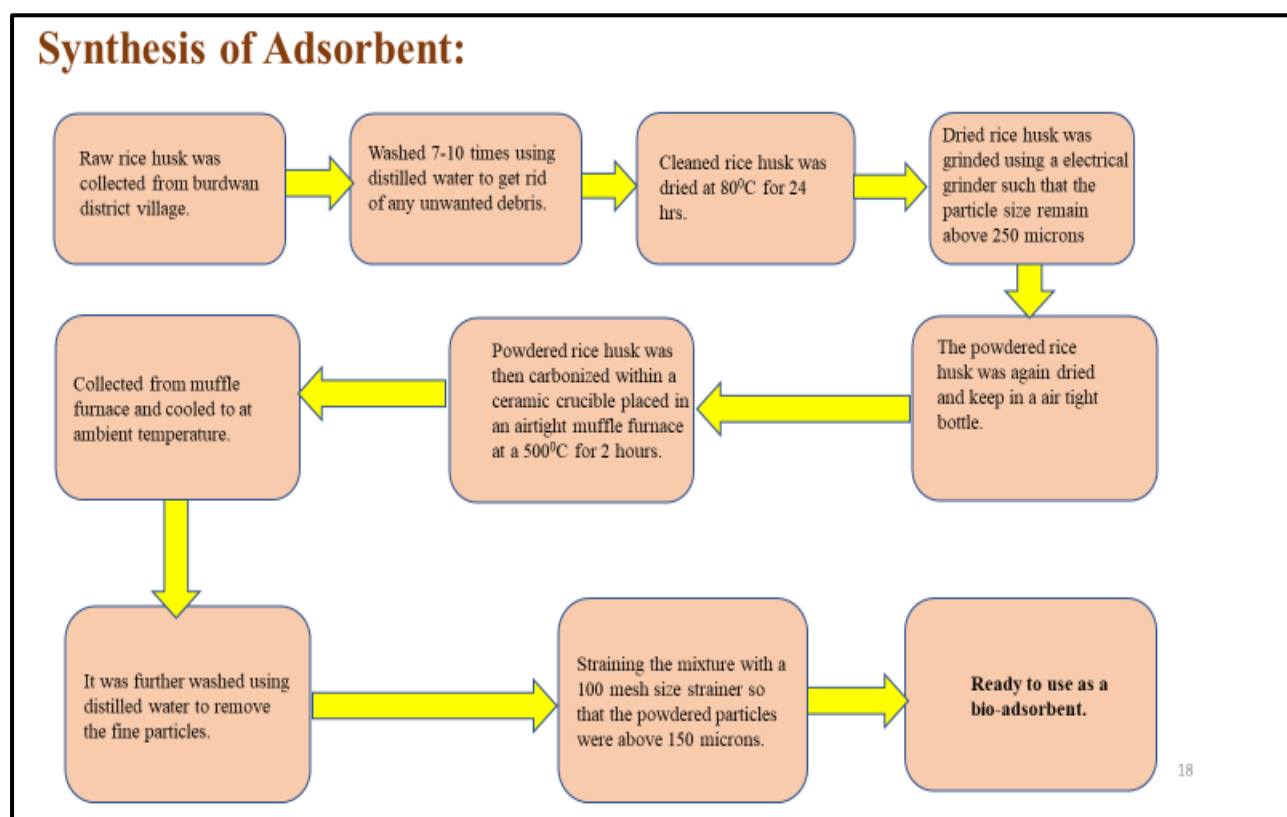 Synthesis of Adsorbent:
Raw rice husk was
collected from burdwan
district village.
Washed 7-10 times using
distilled water to get rid
of any unwanted debris.
Cleaned rice husk was
dried at 80⁰C for 24
hrs.
Dried rice husk was
grinded using a electrical
grinder such that the
particle size remain
above 250 microns
The powdered rice
husk was again dried
and keep in a air tight
bottle.
Powdered rice husk was
then carbonized within a
ceramic crucible placed in
an airtight muffle furnace
at a 500⁰C for 2 hours.
Collected from muffle
furnace and cooled to at
ambient temperature.
It was further washed using
distilled water to remove
the fine particles.
Straining the mixture with a
100 mesh size strainer so
that the powdered particles
were above 150 microns.
Ready to use as a
bio-adsorbent.
18